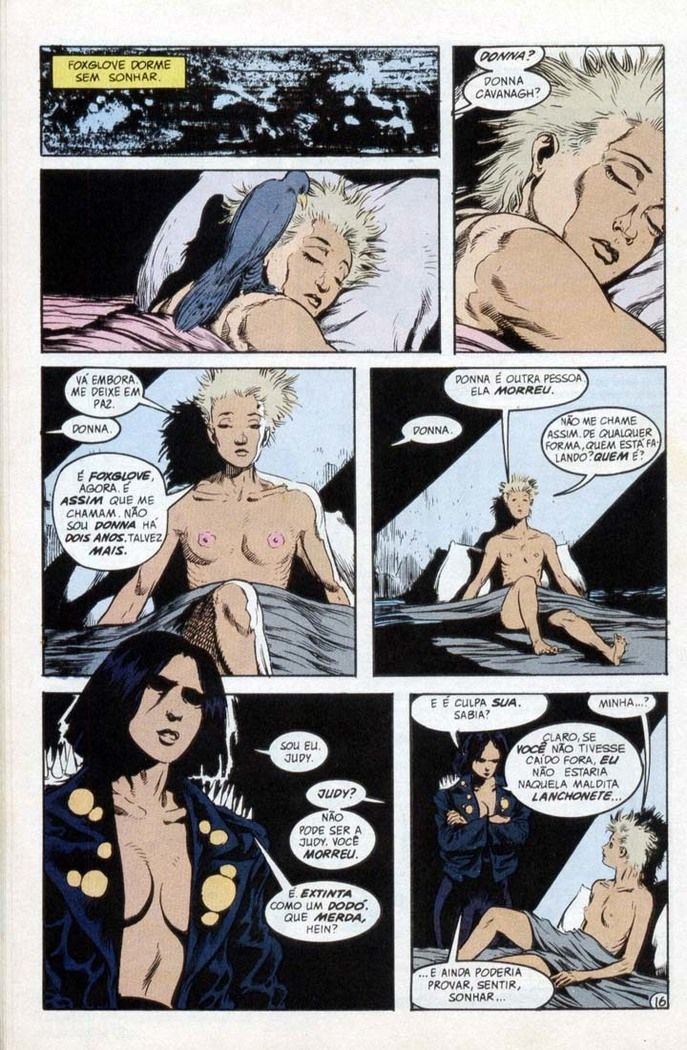 FOXGLOVE DORME
SEM SONHAR.
DONNA?
DONNA
CAVANAGH?
VÁ EMBORA.
ME DEIXE EM
PAZ.
DONNA.
É FOXGLOVE,
AGORA. É
ASSIM QUE ME
CHAMAM. NÃO
SOU DONNA HÁ
DOIS ANOS. TALVEZ
MAIS.
DONNA É OUTRA PESSOA.
ELA MORREU.
DONNA.
NÃO ME CHAME
ASSIM. DE QUALQUER
FORMA, QUEM ESTÁ FA-
LANDO? QUEM É?
SOU EU.
JUDY.
JUDY?
NÃO
PODE SER A
JUDY. VOCÊ
MORREU.
É. EXTINTA
COMO UM DODÓ.
QUE MERDA,
HEIN?
E É CULPA SUA.
SABIA?
MINHA...?
CLARO, SE
VOCÊ NÃO TIVESSE
CAÍDO FORA, EU
NÃO ESTARIA
NAQUELA MALDITA
LANCHONETE...
... E AINDA PODERIA
PROVAR, SENTIR,
SONHAR...
16